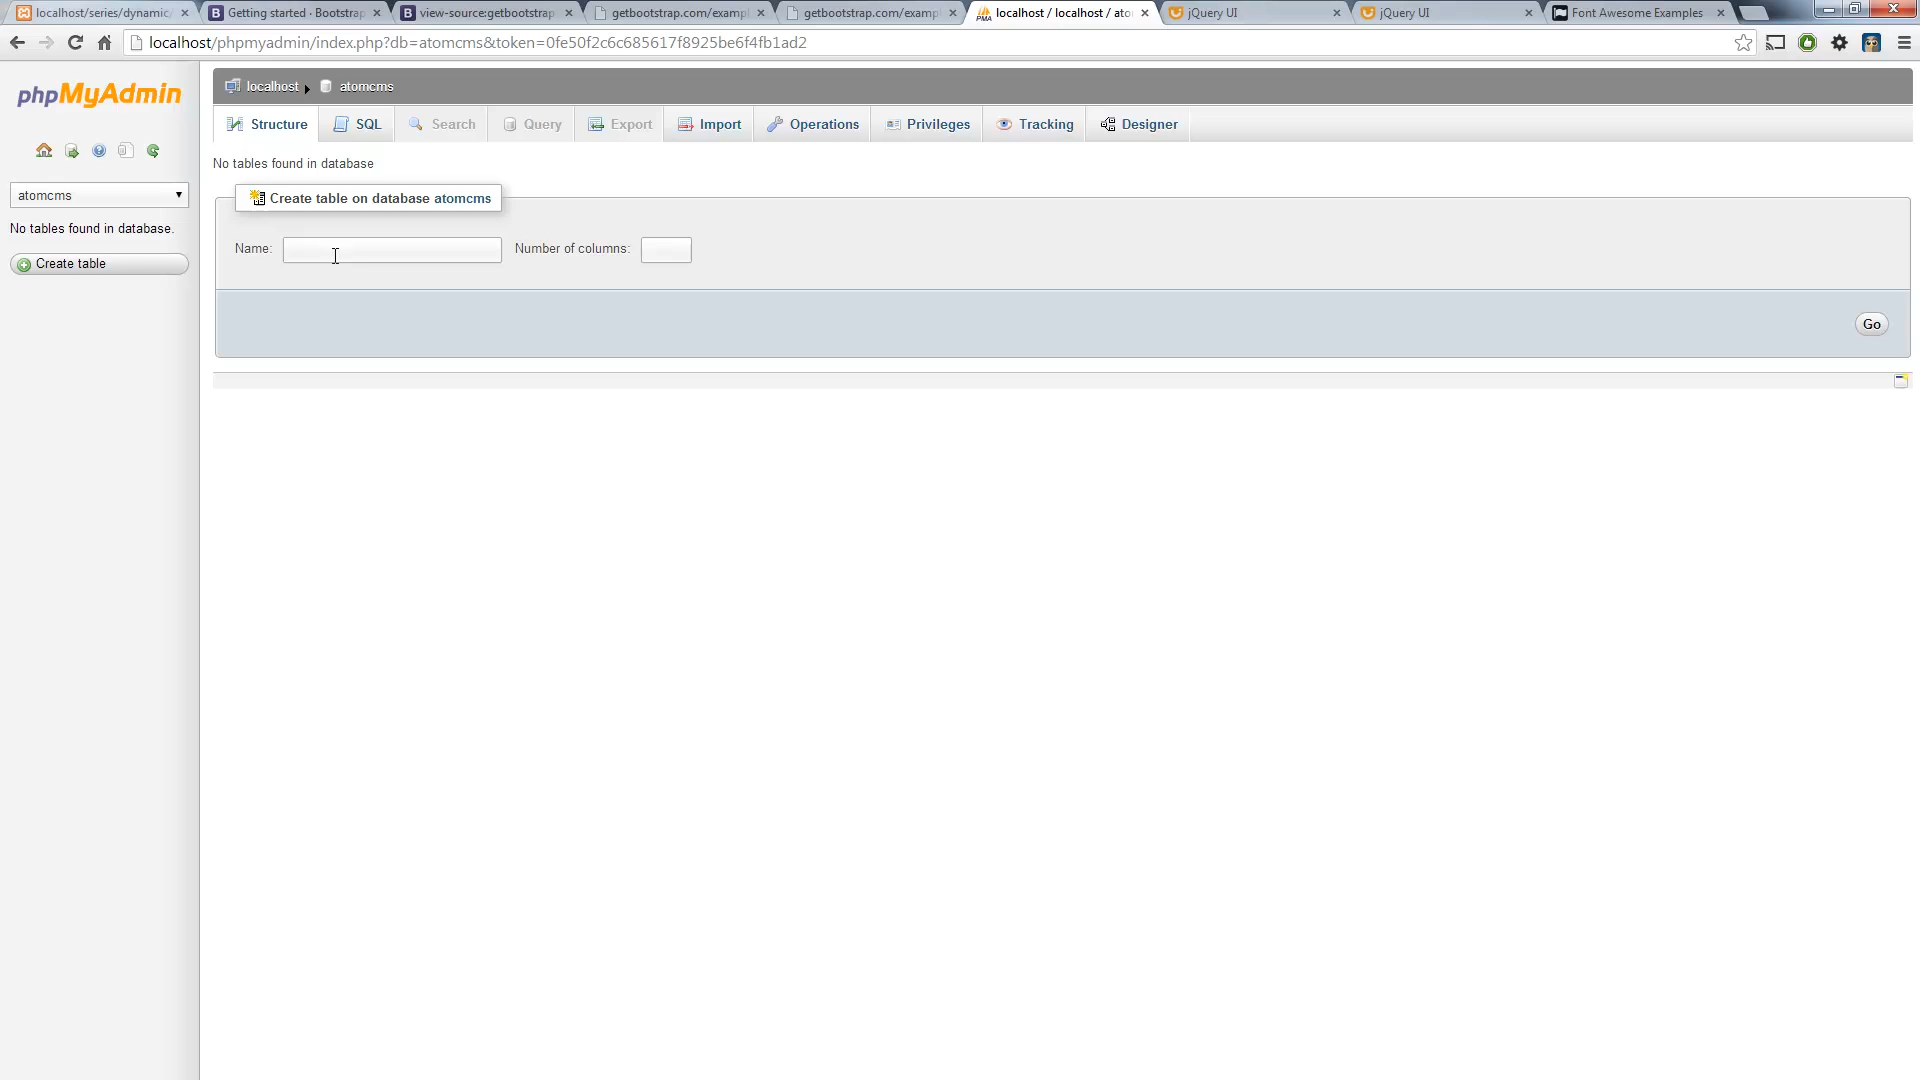 localhost/series/dynamic/
Getting started · Bootstrap
view-source:getbootstrap
getbootstrap.com/exampl
getbootstrap.com/exampl
localhost / localhost / ato
jQuery UI
jQuery UI
Font Awesome Examples
localhost/phpmyadmin/index.php?db=atomcms&token=0fe50f2c6c685617f8925be6f4fb1ad2
phpMyAdmin
atomcms
No tables found in database.
Create table
localhost
atomcms
Structure
SQL
Search
Query
Export
Import
Operations
Privileges
Tracking
Designer
No tables found in database
Create table on database atomcms
Name:
Number of columns:
Go